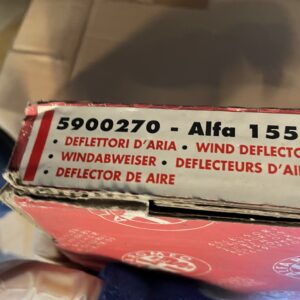 5900270 - Alfa 155
• DEFLETTORI D'ARIA • WIND DEFLECTO
• WINDABWEISER • DEFLECTEURS D'AI
• DEFLECTOR DE AIRE